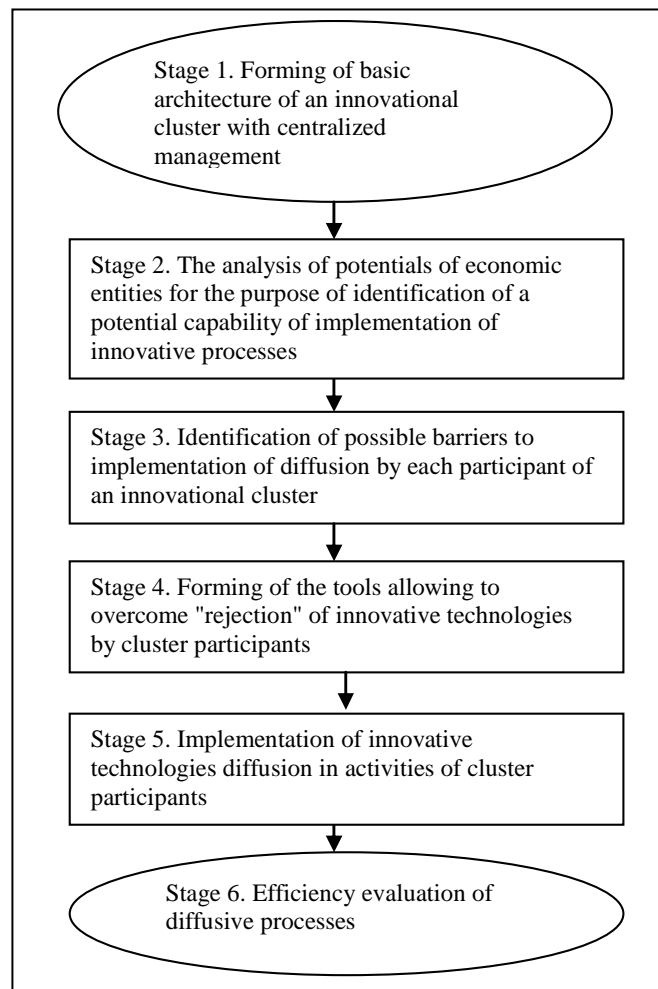 Stage 1. Forming of basic
architecture of an innovational
cluster with centralized
management
Stage 2. The analysis of potentials of economic
entities for the purpose of identification of a
potential capability of implementation of
innovative processes
Stage 3. Identification of possible barriers to
implementation of diffusion by each participant of
an innovational cluster
Stage 4. Forming of the tools allowing to
overcome "rejection" of innovative technologies
by cluster participants
Stage 5. Implementation of innovative
technologies diffusion in activities of cluster
participants
Stage 6. Efficiency evaluation of
diffusive processes